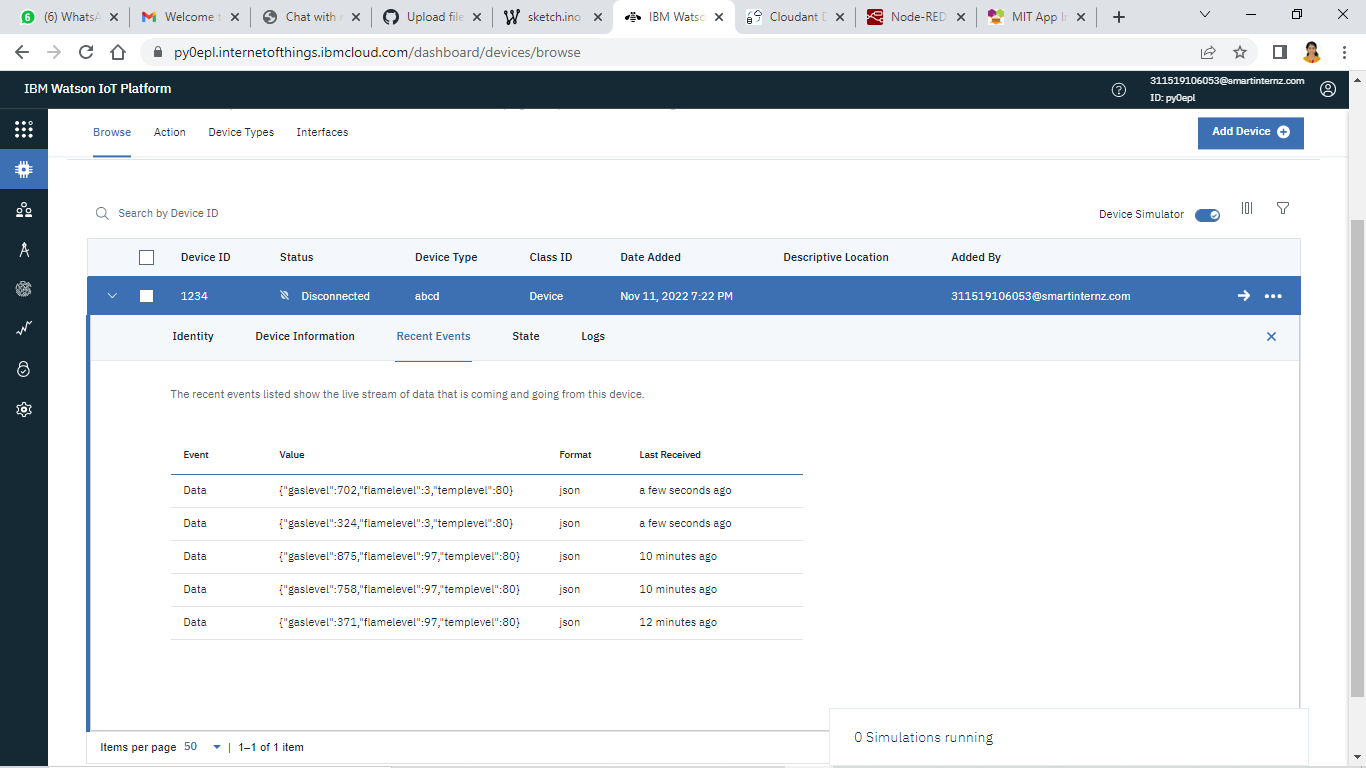 (6) WhatsA
Welcome t
Chat with r
Upload file
sketch.ino
IBM Watso
Cloudant D
Node-RED
MIT App In
py0epl.internetofthings.ibmcloud.com/dashboard/devices/browse
IBM Watson IoT Platform
311519106053@smartinternz.com
ID: py0epl
Browse Action Device Types Interfaces
Add Device
Search by Device ID
Device Simulator
Device ID Status Device Type Class ID Date Added Descriptive Location Added By
1234 Disconnected abcd Device Nov 11, 2022 7:22 PM 311519106053@smartinternz.com
Identity Device Information Recent Events State Logs
The recent events listed show the live stream of data that is coming and going from this device.
Event Value Format Last Received
Data {"gaslevel":702,"flamelevel":3,"templevel":80} json a few seconds ago
Data {"gaslevel":324,"flamelevel":3,"templevel":80} json a few seconds ago
Data {"gaslevel":875,"flamelevel":97,"templevel":80} json 10 minutes ago
Data {"gaslevel":758,"flamelevel":97,"templevel":80} json 10 minutes ago
Data {"gaslevel":371,"flamelevel":97,"templevel":80} json 12 minutes ago
Items per page 50 | 1–1 of 1 item
0 Simulations running